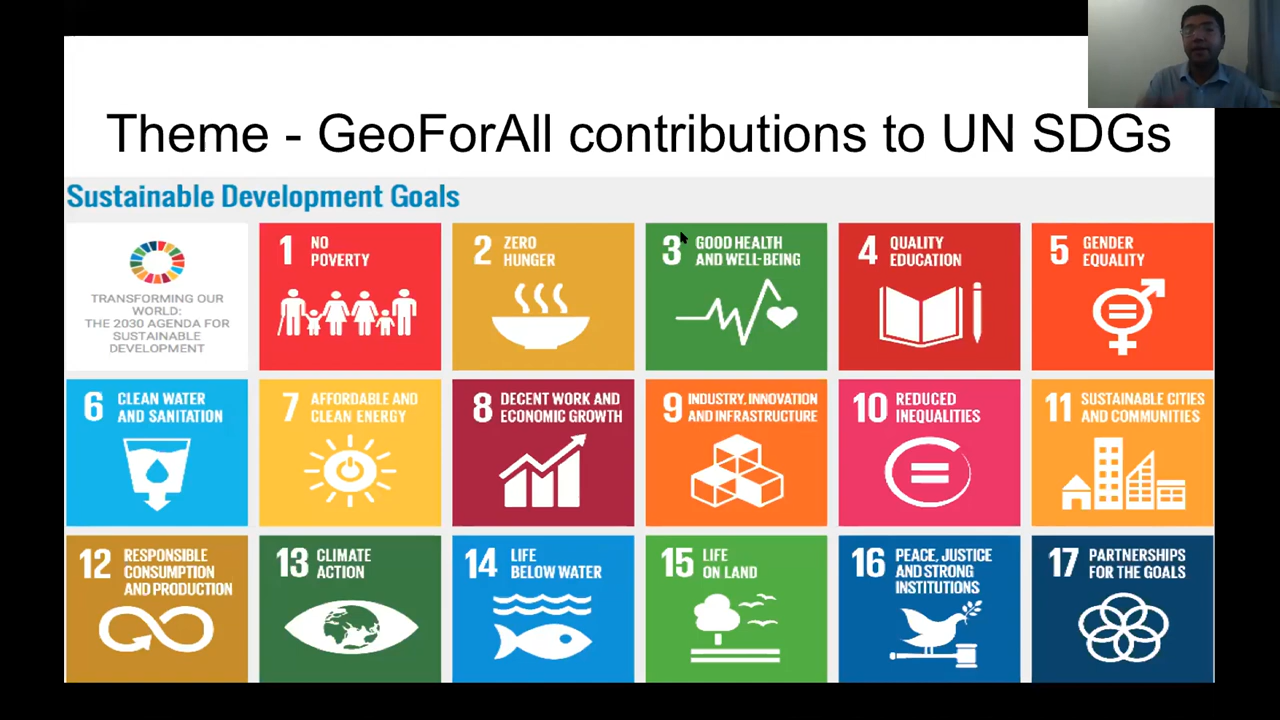 Theme - GeoForAll contributions to UN SDGs
Sustainable Development Goals
TRANSFORMING OUR
WORLD:
THE 2030 AGENDA FOR
SUSTAINABLE
DEVELOPMENT
1 NO
POVERTY
2 ZERO
HUNGER
3 GOOD HEALTH
AND WELL-BEING
4 QUALITY
EDUCATION
5 GENDER
EQUALITY
6 CLEAN WATER
AND SANITATION
7 AFFORDABLE AND
CLEAN ENERGY
8 DECENT WORK AND
ECONOMIC GROWTH
9 INDUSTRY, INNOVATION
AND INFRASTRUCTURE
10 REDUCED
INEQUALITIES
11 SUSTAINABLE CITIES
AND COMMUNITIES
12 RESPONSIBLE
CONSUMPTION
AND PRODUCTION
13 CLIMATE
ACTION
14 LIFE
BELOW WATER
15 LIFE
ON LAND
16 PEACE, JUSTICE
AND STRONG
INSTITUTIONS
17 PARTNERSHIPS
FOR THE GOALS